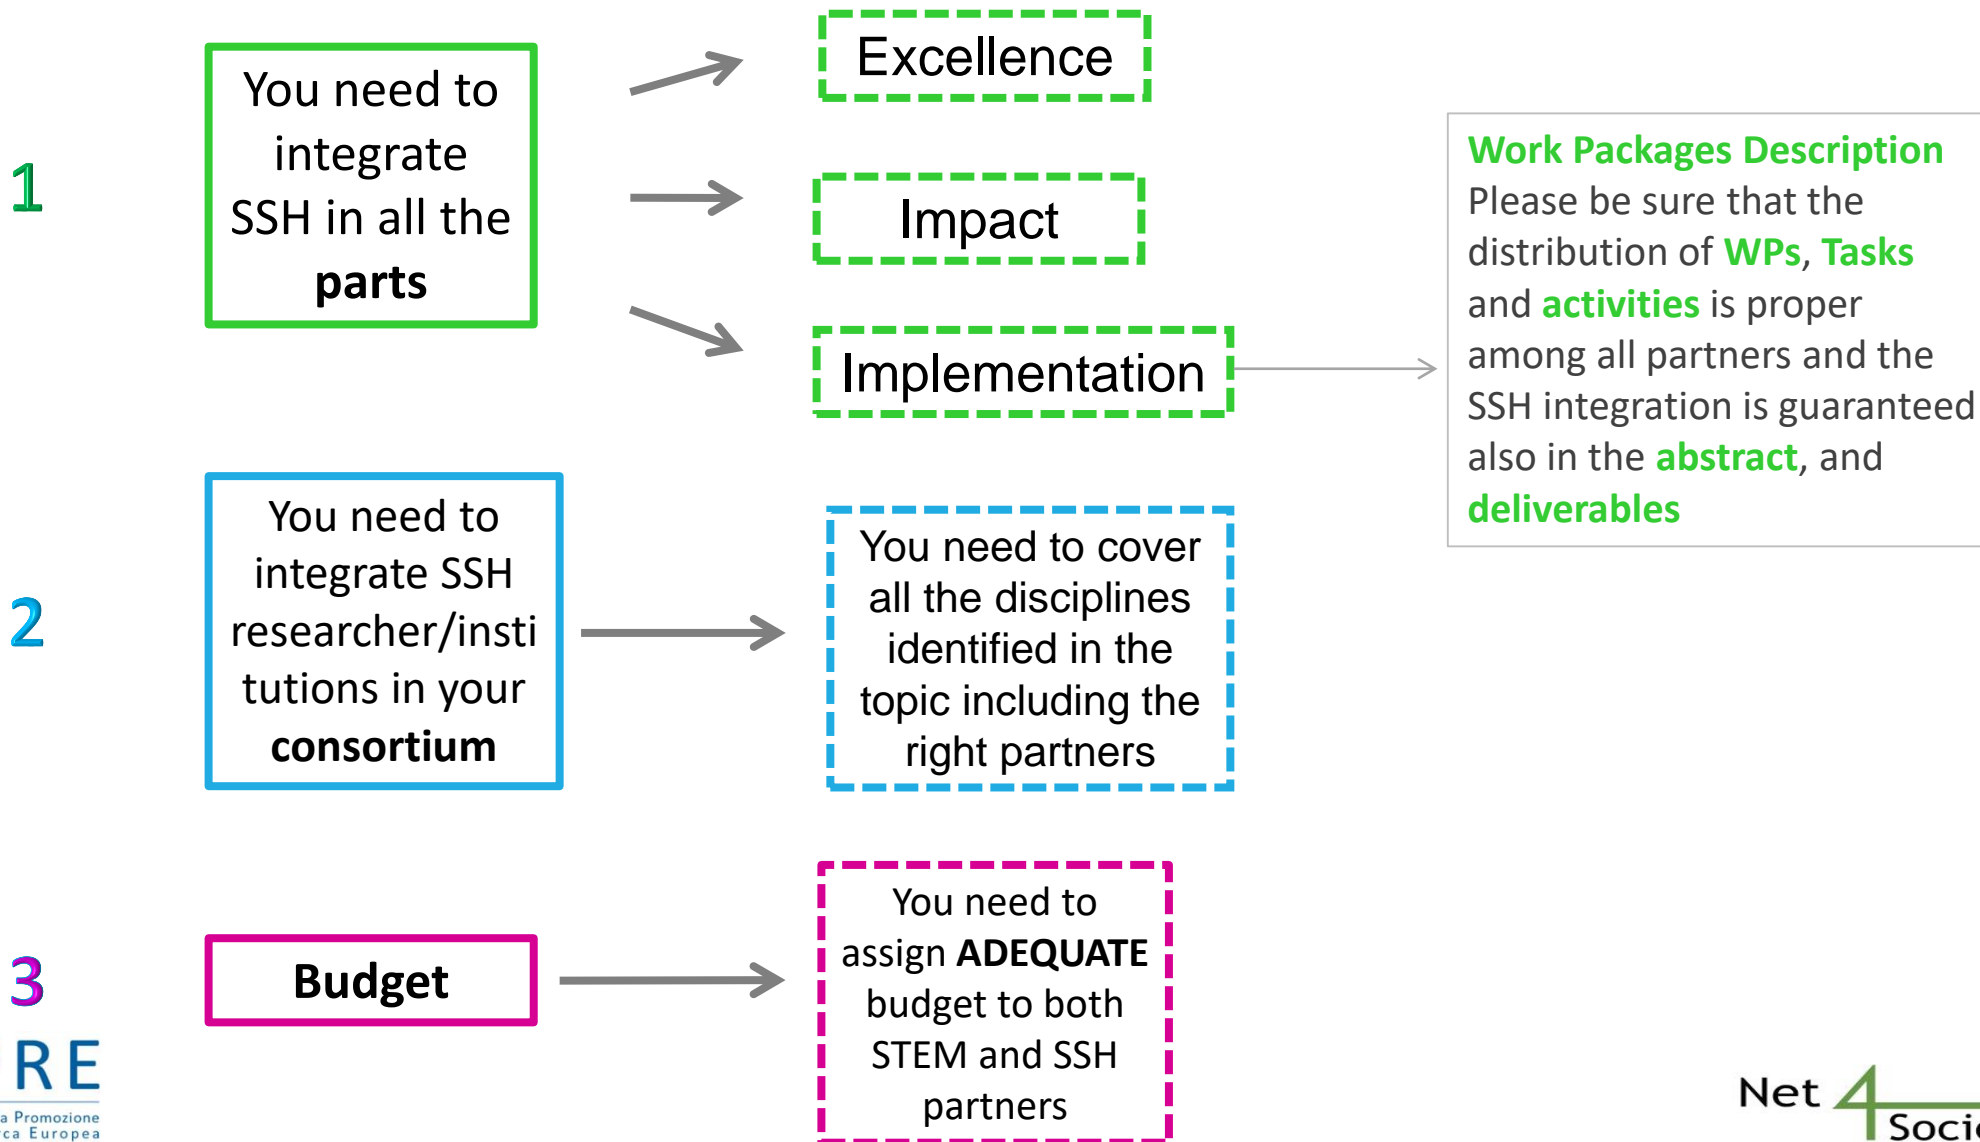 1
You need to
integrate
SSH in all the
parts
Excellence
Impact
Implementation
Work Packages Description
Please be sure that the
distribution of WPs, Tasks
and activities is proper
among all partners and the
SSH integration is guaranteed
also in the abstract, and
deliverables
2
You need to
integrate SSH
researcher/insti
tutions in your
consortium
You need to cover
all the disciplines
identified in the
topic including the
right partners
3
Budget
You need to
assign ADEQUATE
budget to both
STEM and SSH
partners
RE
a Promozione
rca Europea
Net 4
Socie